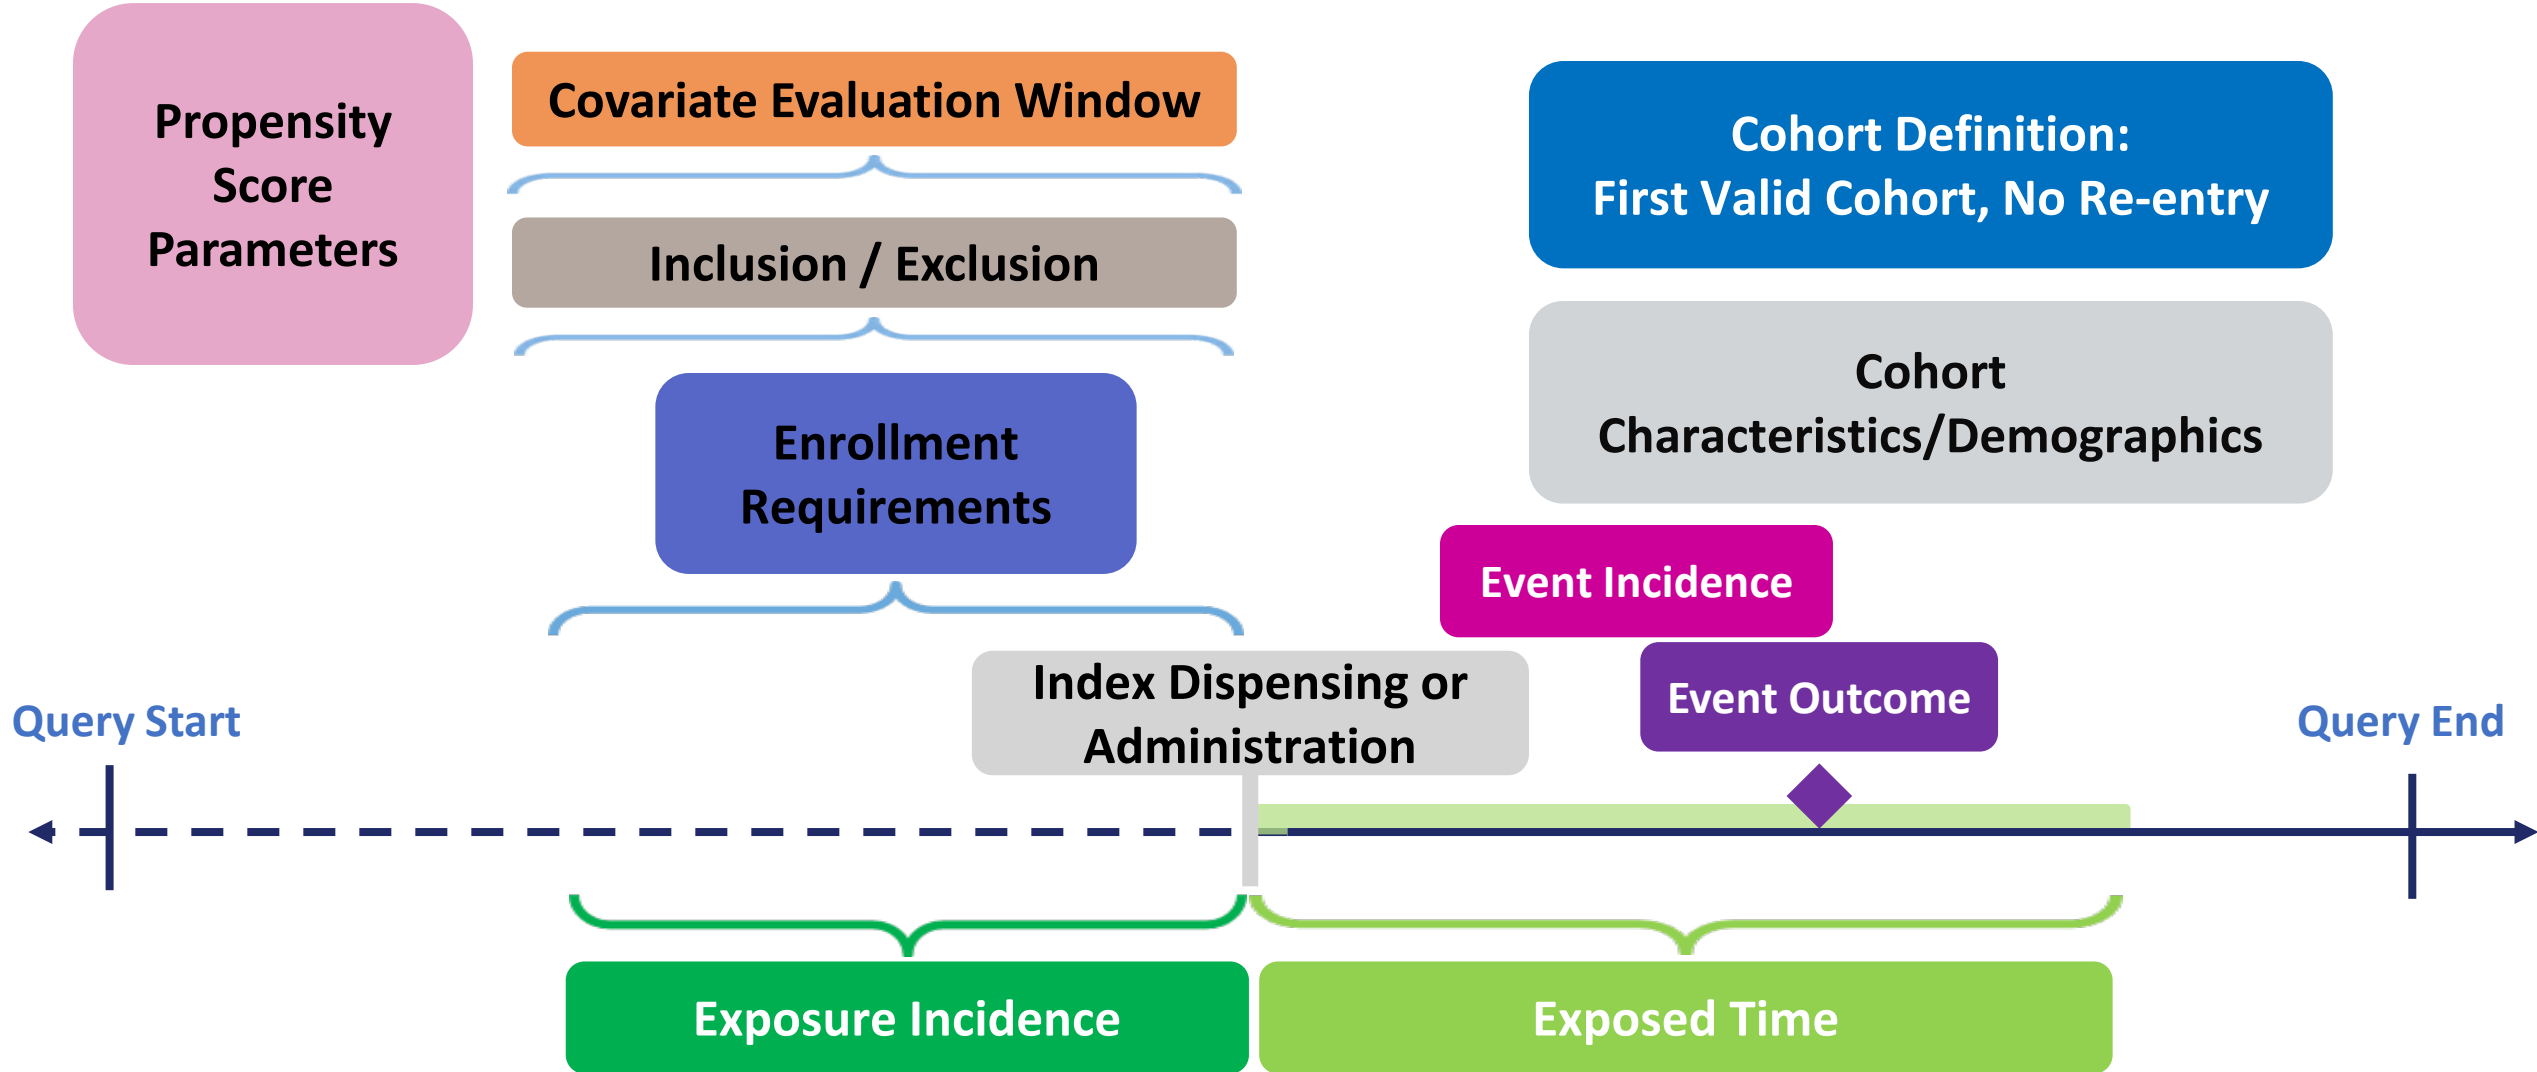 Propensity
Score
Parameters
Covariate Evaluation Window
Inclusion / Exclusion
Enrollment
Requirements
Cohort Definition:
First Valid Cohort, No Re-entry
Cohort
Characteristics/Demographics
Event Incidence
Event Outcome
Index Dispensing or
Administration
Query Start
Query End
Exposure Incidence
Exposed Time